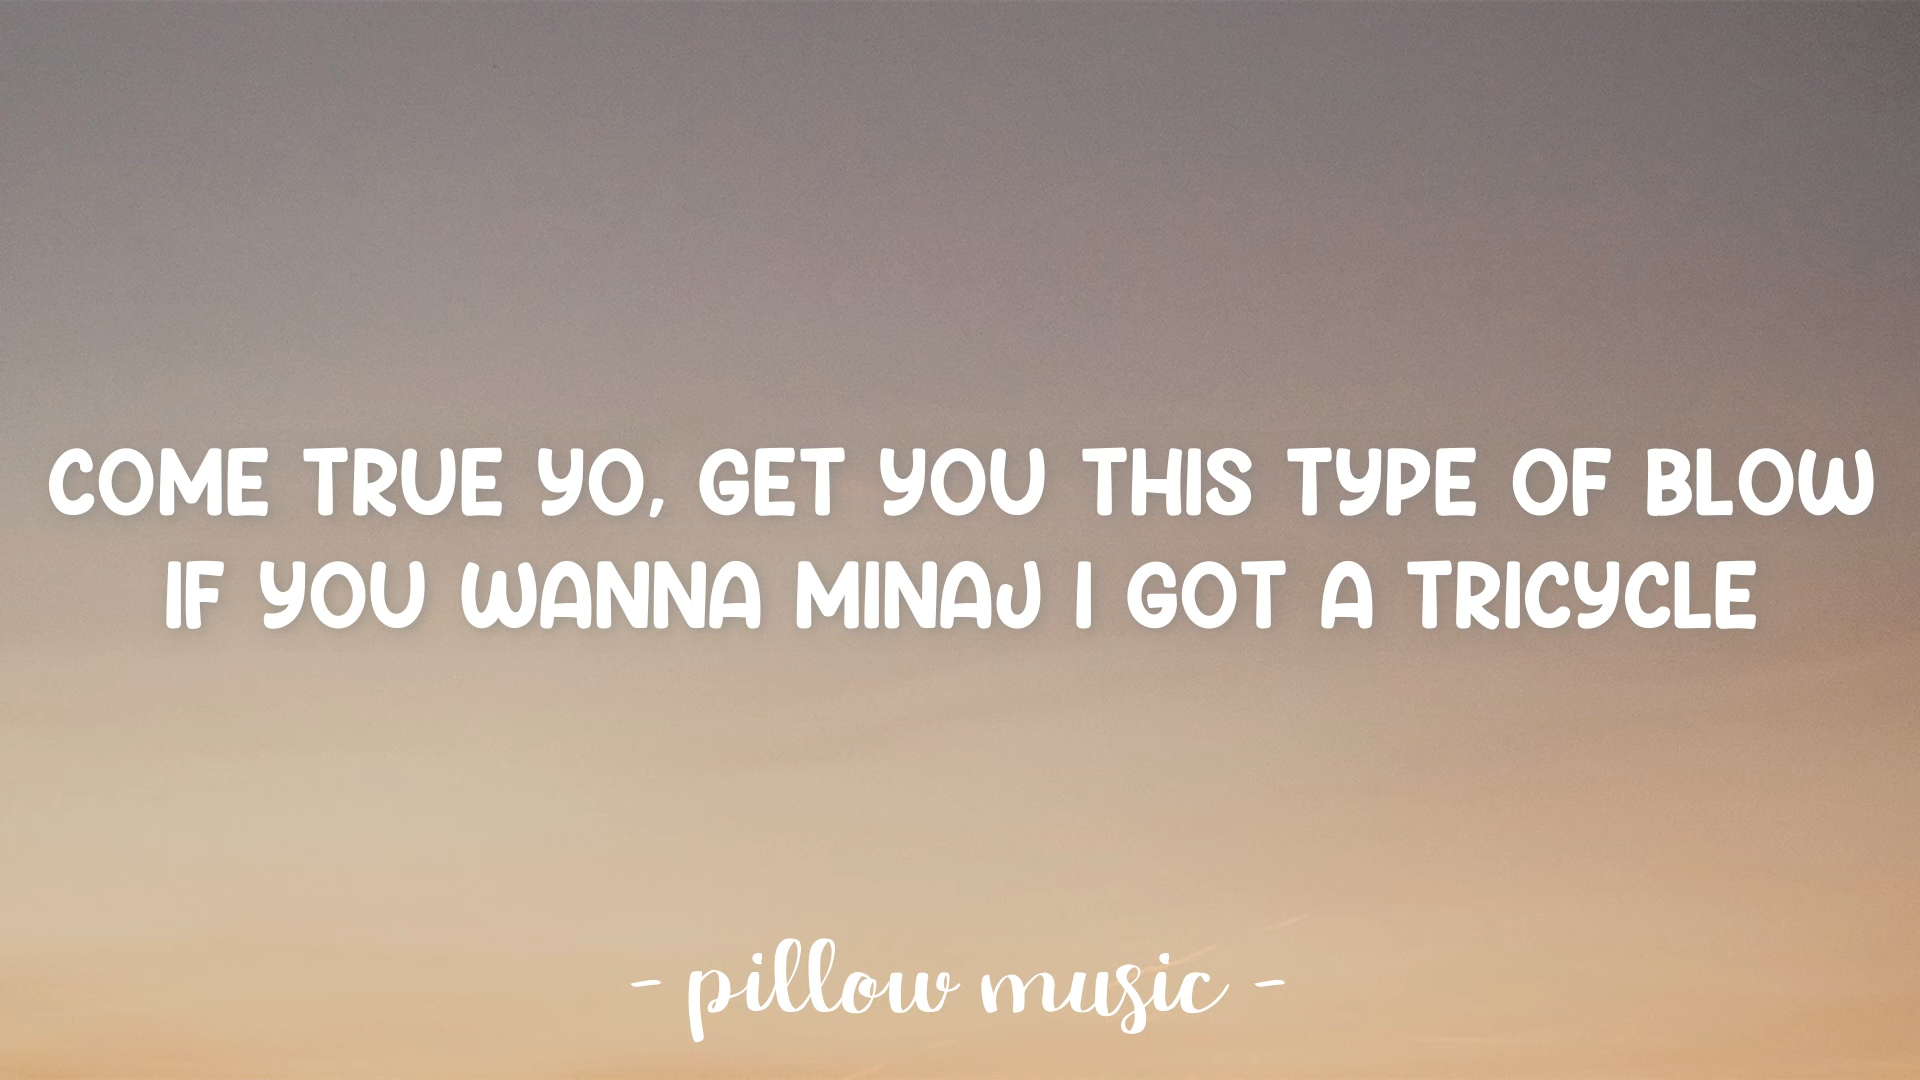 COME TRUE YO, GET YOU THIS TYPE OF BLOW
IF YOU WANNA MINAJ I GOT A TRICYCLE
- pillow music -